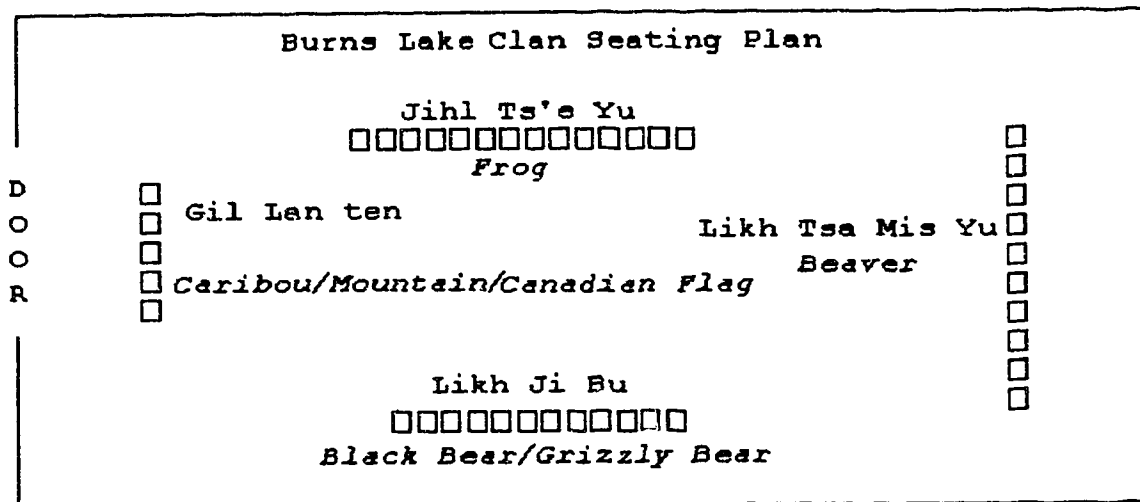 Burns Lake Clan Seating Plan
Jihl Ts'e Yu
Frog
DOOR
Gil Lan ten
Likh Tsa Mis Yu
Beaver
Caribou/Mountain/Canadian Flag
Likh Ji Bu
Black Bear/Grizzly Bear